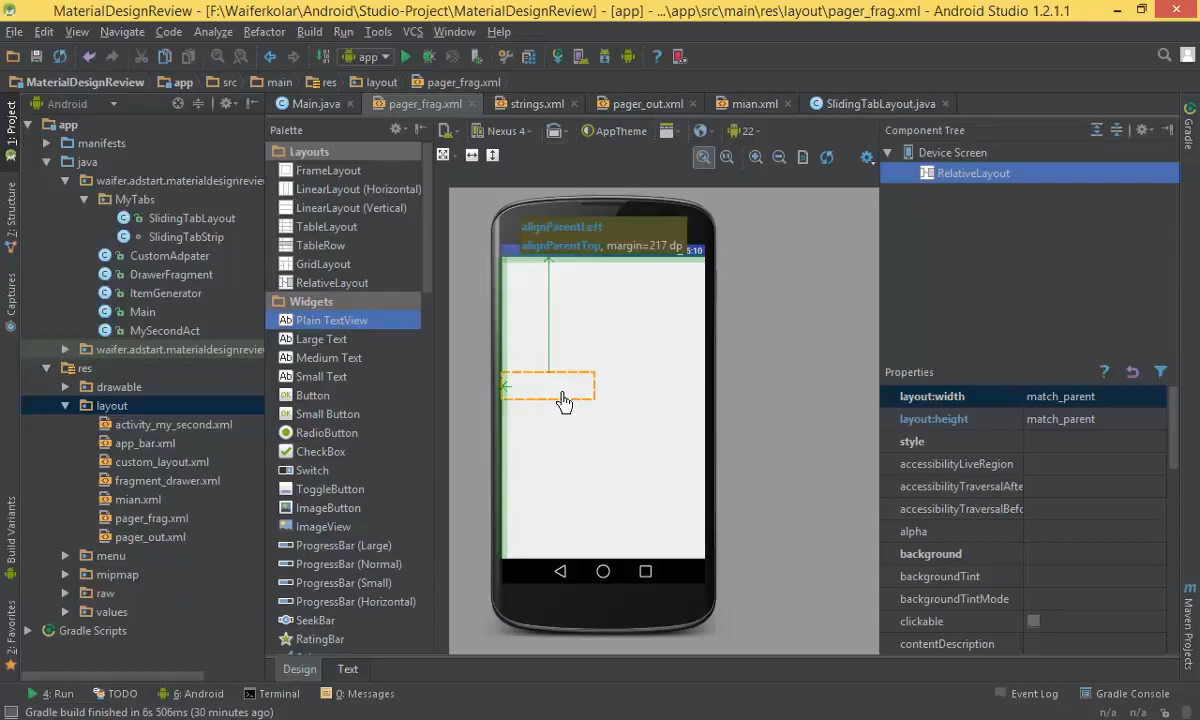 MaterialDesignReview - [F:\Waiferkolar\Android\Studio-Project\MaterialDesignReview] - [app] - ...\app\src\main\res\layout\pager_frag.xml - Android Studio 1.2.1.1
File Edit View Navigate Code Analyze Refactor Build Run Tools VCS Window Help
app
MaterialDesignReview app src main res layout pager_frag.xml
Android
Main.java pager_frag.xml strings.xml pager_out.xml mian.xml SlidingTabLayout.java
1: Project
7: Structure
Captures
Build Variants
2: Favorites
app
manifests
java
waifer.adstart.materialdesignrevie
MyTabs
SlidingTabLayout
SlidingTabStrip
CustomAdpater
DrawerFragment
ItemGenerator
Main
MySecondAct
waifer.adstart.materialdesignrevie
res
drawable
layout
activity_my_second.xml
app_bar.xml
custom_layout.xml
fragment_drawer.xml
mian.xml
pager_frag.xml
pager_out.xml
menu
mipmap
raw
values
Gradle Scripts
Palette
Layouts
FrameLayout
LinearLayout (Horizontal)
LinearLayout (Vertical)
TableLayout
TableRow
GridLayout
RelativeLayout
Widgets
Ab Plain TextView
Ab Large Text
Ab Medium Text
Ab Small Text
OK Button
OK Small Button
RadioButton
CheckBox
Switch
ToggleButton
ImageButton
ImageView
ProgressBar (Large)
ProgressBar (Normal)
ProgressBar (Small)
ProgressBar (Horizontal)
SeekBar
RatingBar
Nexus 4 AppTheme 22
alignParentLeft
alignParentTop, margin=217 dp
5:10
Design Text
Component Tree
Device Screen
RelativeLayout
Properties
layout:width match_parent
layout:height match_parent
style
accessibilityLiveRegion
accessibilityTraversalAfte
accessibilityTraversalBefo
alpha
background
backgroundTint
backgroundTintMode
clickable
contentDescription
Gradle
Maven Projects
4: Run TODO 6: Android Terminal 0: Messages Event Log Gradle Console
Gradle build finished in 6s 506ms (30 minutes ago) n/a n/a